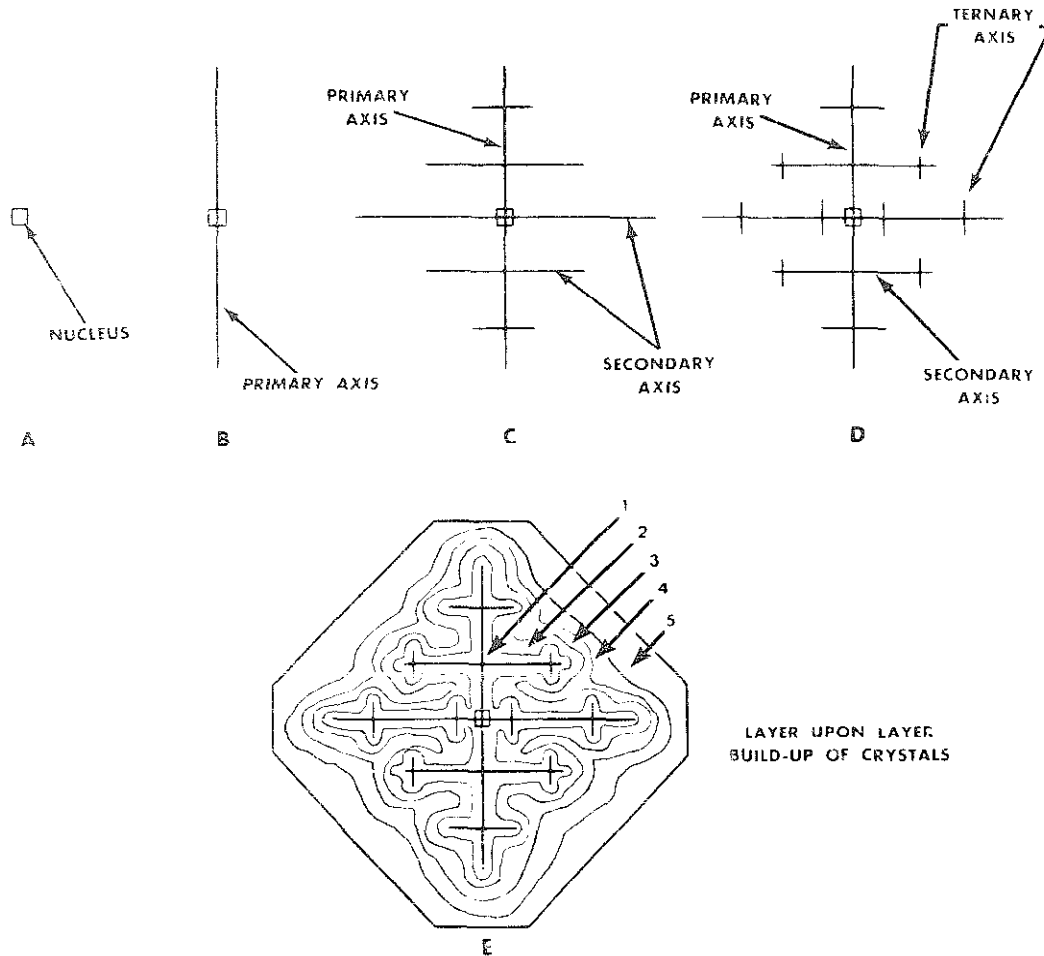 TERNARY
AXIS
PRIMARY
AXIS
PRIMARY
AXIS
NUCLEUS
PRIMARY AXIS
SECONDARY
AXIS
SECONDARY
AXIS
A
B
C
D
1
2
3
4
5
LAYER UPON LAYER
BUILD-UP OF CRYSTALS
E